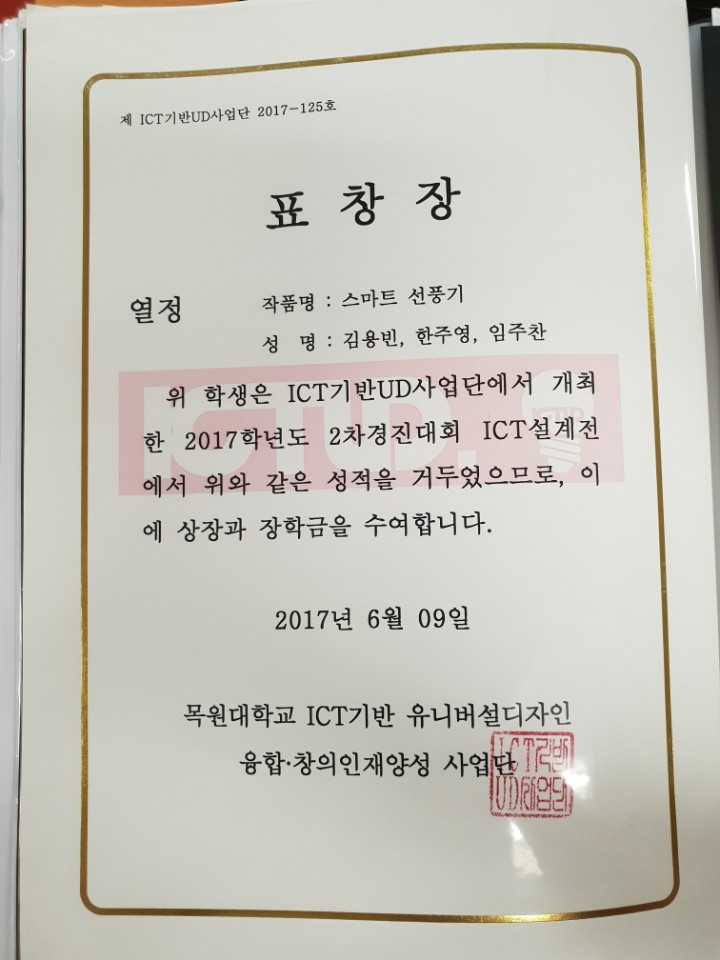 제 ICT기반UD사업단 2017-125호
표 창 장
열정
작품명 : 스마트 선풍기
성 명 : 김용빈, 한주영, 임주찬
ICTUD.
위 학생은 ICT기반UD사업단에서 개최
한 2017학년도 2차경진대회 ICT설계전
에서 위와 같은 성적을 거두었으므로, 이
에 상장과 장학금을 수여합니다.
2017년 6월 09일
목원대학교 ICT기반 유니버설디자인
융합·창의인재양성 사업단
ICT기반
UD사업단